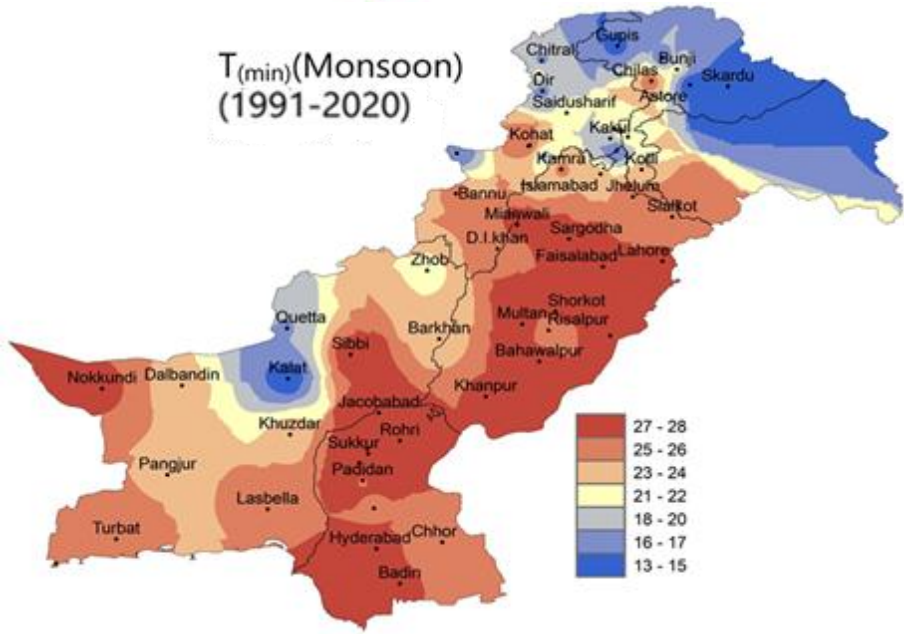 T(min)(Monsoon)
(1991-2020)
Gupis
Chitral
Bunji
Chilas
Skardu
Dir
Astore
Saidusharif
Kohat
Kakul
Kamra
Kotli
Islamabad
Jhelum
Bannu
Sialkot
Mianwali
Sargodha
D.I.khan
Lahore
Faisalabad
Zhob
Shorkot
Multan
Risalpur
Quetta
Barkhan
Sibbi
Bahawalpur
Nokkundi
Dalbandin
Kalat
Khanpur
Jacobabad
Khuzdar
Rohri
Sukkur
Pangjur
Padidan
Lasbella
Turbat
Hyderabad
Chhor
Badin
27 - 28
25 - 26
23 - 24
21 - 22
18 - 20
16 - 17
13 - 15